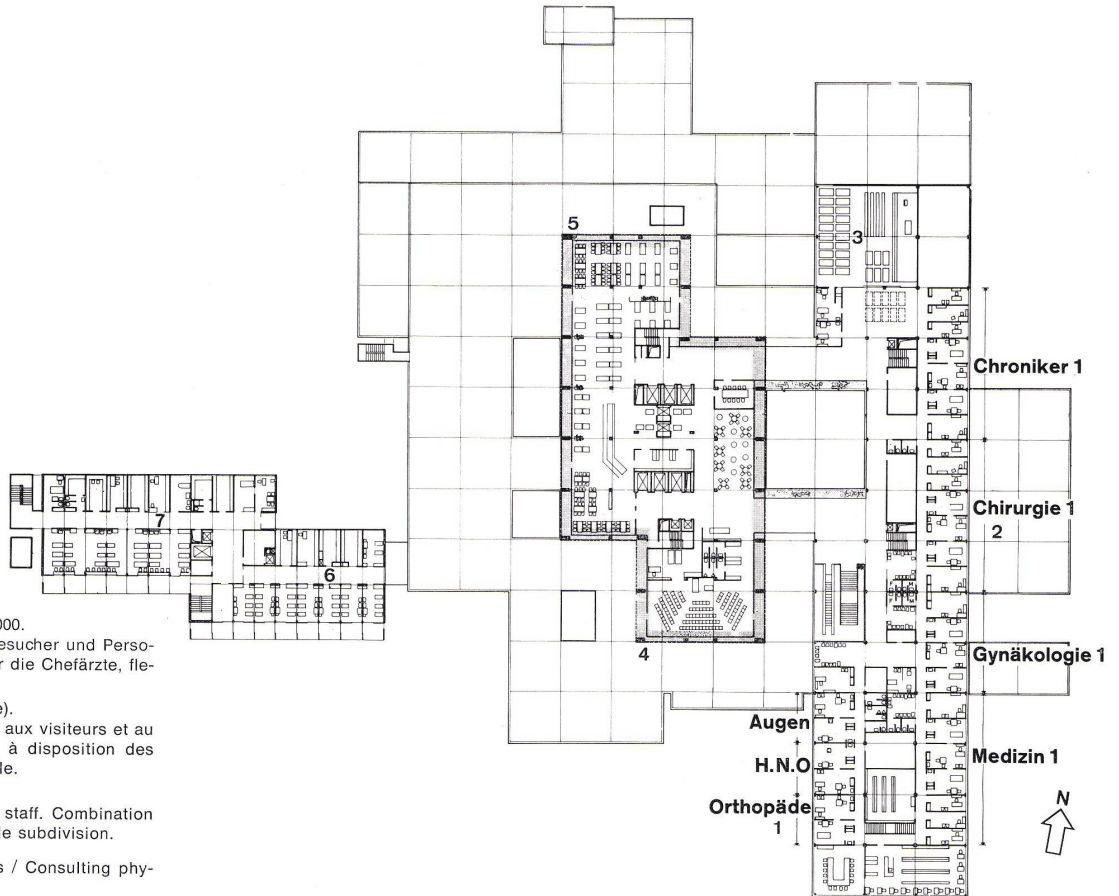 5
3
Chroniker 1
Chirurgie 1
2
7
6
000.
esucher und Perso-
r die Chefärzte, fle-
4
Gynäkologie 1
e).
aux visiteurs et au
à disposition des
le.
Augen
H.N.O
Medizin 1
Orthopäde
1
N
staff. Combination
le subdivision.
s / Consulting phy-